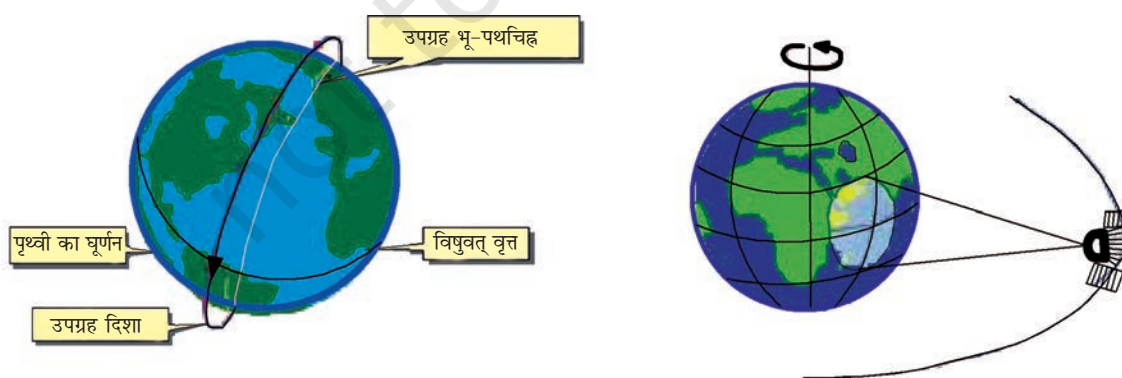 उपग्रह भू-पथचिह्न
पृथ्वी का घूर्णन
विषुवत् वृत्त
उपग्रह दिशा